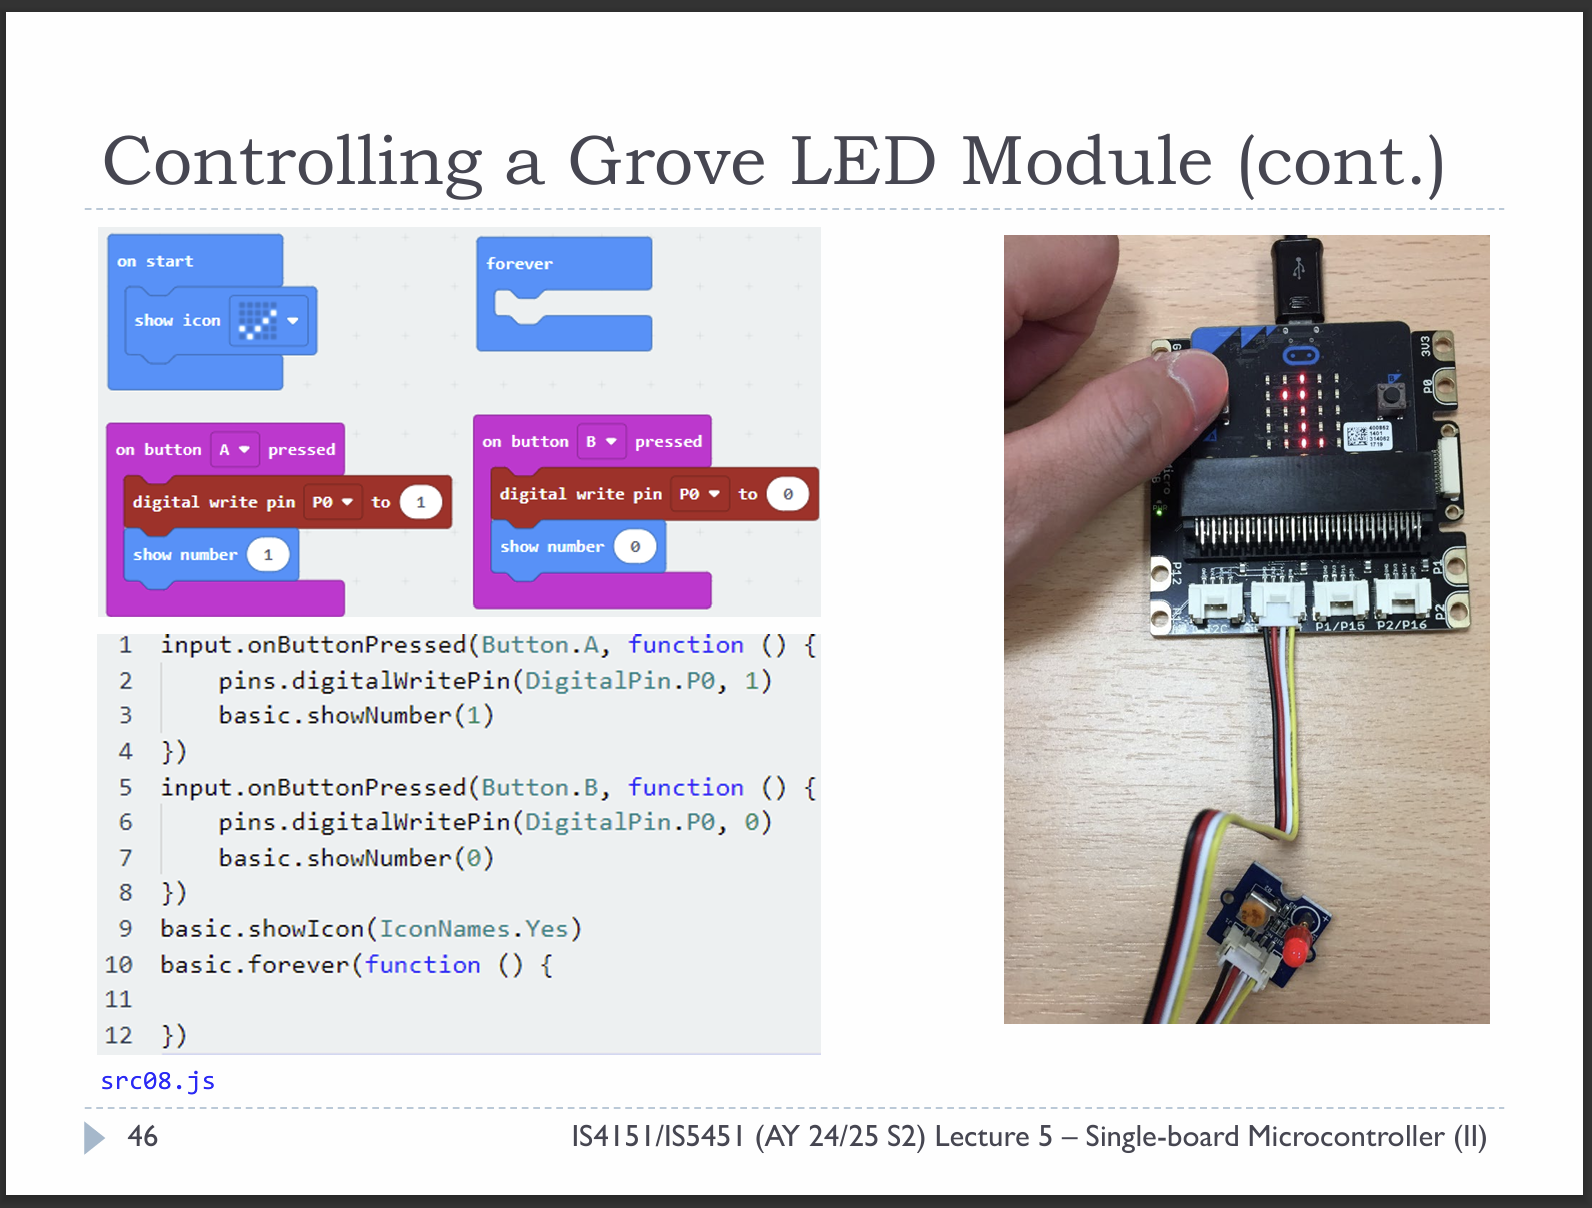 Controlling a Grove LED Module (cont.)
on start
show icon
forever
on button A pressed
digital write pin P0 to 1
show number 1
on button B pressed
digital write pin P0 to 0
show number 0
1 input.onButtonPressed(Button.A, function () {
2 pins.digitalWritePin(DigitalPin.P0, 1)
3 basic.showNumber(1)
4 })
5 input.onButtonPressed(Button.B, function () {
6 pins.digitalWritePin(DigitalPin.P0, 0)
7 basic.showNumber(0)
8 })
9 basic.showIcon(IconNames.Yes)
10 basic.forever(function () {
11
12 })
src08.js
3V3
P0
P12
P1
P2
P1/P15
P2/P16
46
IS4151/IS5451 (AY 24/25 S2) Lecture 5 – Single-board Microcontroller (II)